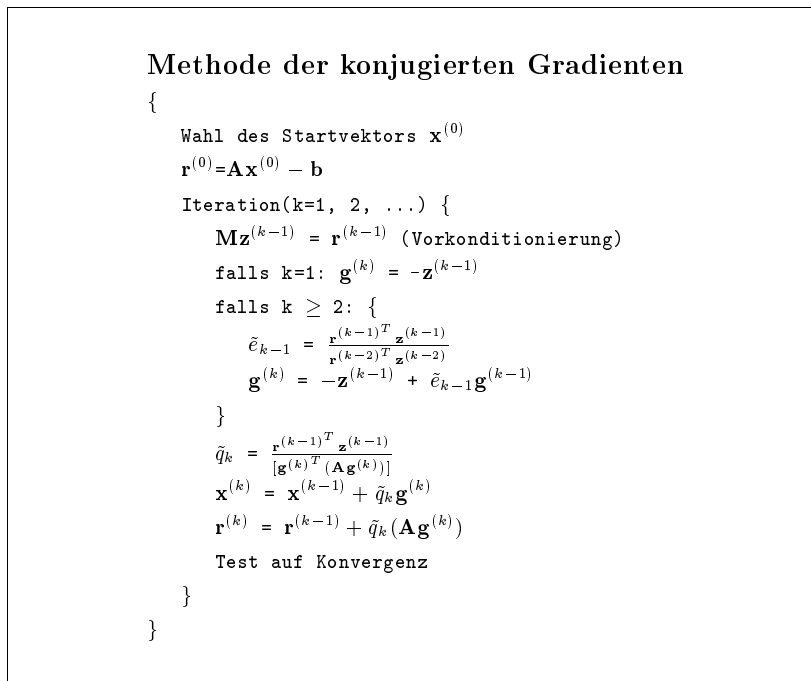 Methode der konjugierten Gradienten
{
Wahl des Startvektors x^(0)
r^(0)=Ax^(0) − b
Iteration(k=1, 2, ...) {
Mz^(k−1) = r^(k−1) (Vorkonditionierung)
falls k=1: g^(k) = -z^(k−1)
falls k ≥ 2: {
ẽ_{k−1} = \frac{r^{(k−1)^T} z^{(k−1)}}{r^{(k−2)^T} z^{(k−2)}}
g^(k) = −z^(k−1) + ẽ_{k−1}g^(k−1)
}
q̃_k = \frac{r^{(k−1)^T} z^{(k−1)}}{[g^{(k)^T} (Ag^{(k)})]}
x^(k) = x^(k−1) + q̃_k g^(k)
r^(k) = r^(k−1) + q̃_k(Ag^(k))
Test auf Konvergenz
}
}